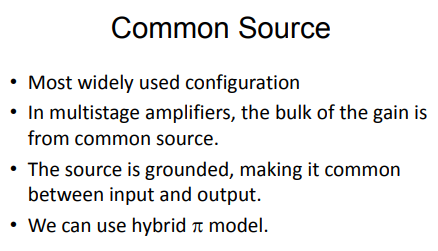 Common Source
• Most widely used configuration
• In multistage amplifiers, the bulk of the gain is
from common source.
• The source is grounded, making it common
between input and output.
• We can use hybrid π model.